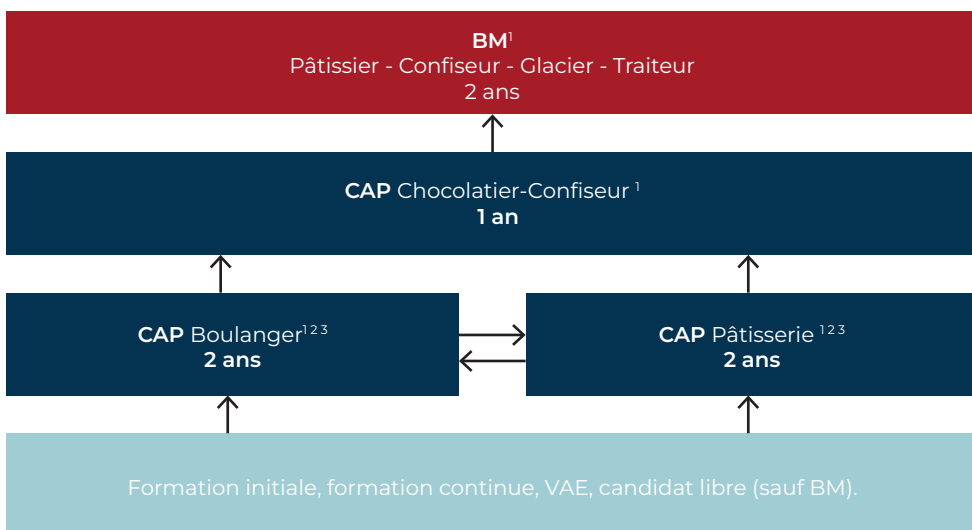 BM¹
Pâtissier - Confiseur - Glacier - Traiteur
2 ans
CAP Chocolatier-Confiseur ¹
1 an
CAP Boulanger¹ ² ³
2 ans
CAP Pâtisserie ¹ ² ³
2 ans
Formation initiale, formation continue, VAE, candidat libre (sauf BM).